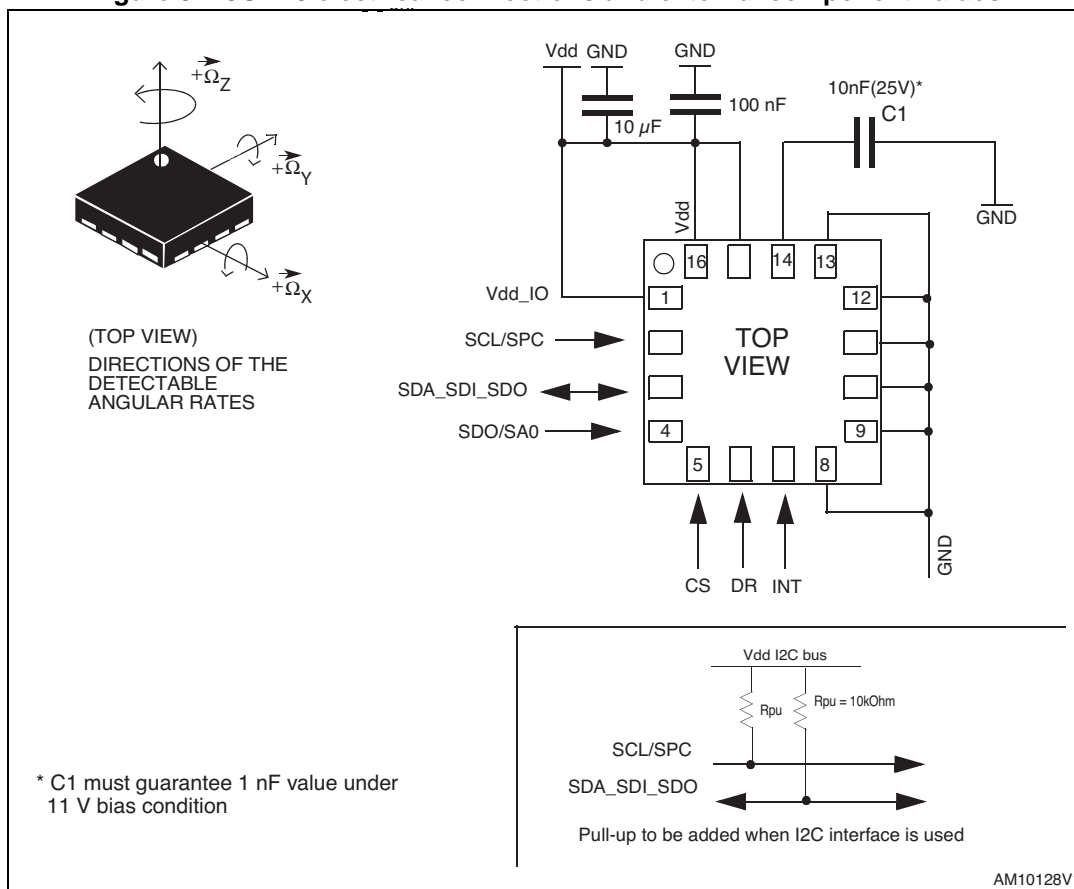 +Ω Z
+Ω Y
+Ω X
(TOP VIEW)
DIRECTIONS OF THE
DETECTABLE
ANGULAR RATES
Vdd GND
GND
10 µF
100 nF
10nF(25V)*
C1
GND
Vdd
16
14
13
Vdd_IO
1
12
SCL/SPC
TOP
VIEW
SDA_SDI_SDO
SDO/SA0
4
9
5
8
CS DR INT
GND
Vdd I2C bus
Rpu
Rpu = 10kOhm
SCL/SPC
SDA_SDI_SDO
Pull-up to be added when I2C interface is used
* C1 must guarantee 1 nF value under
11 V bias condition
AM10128V